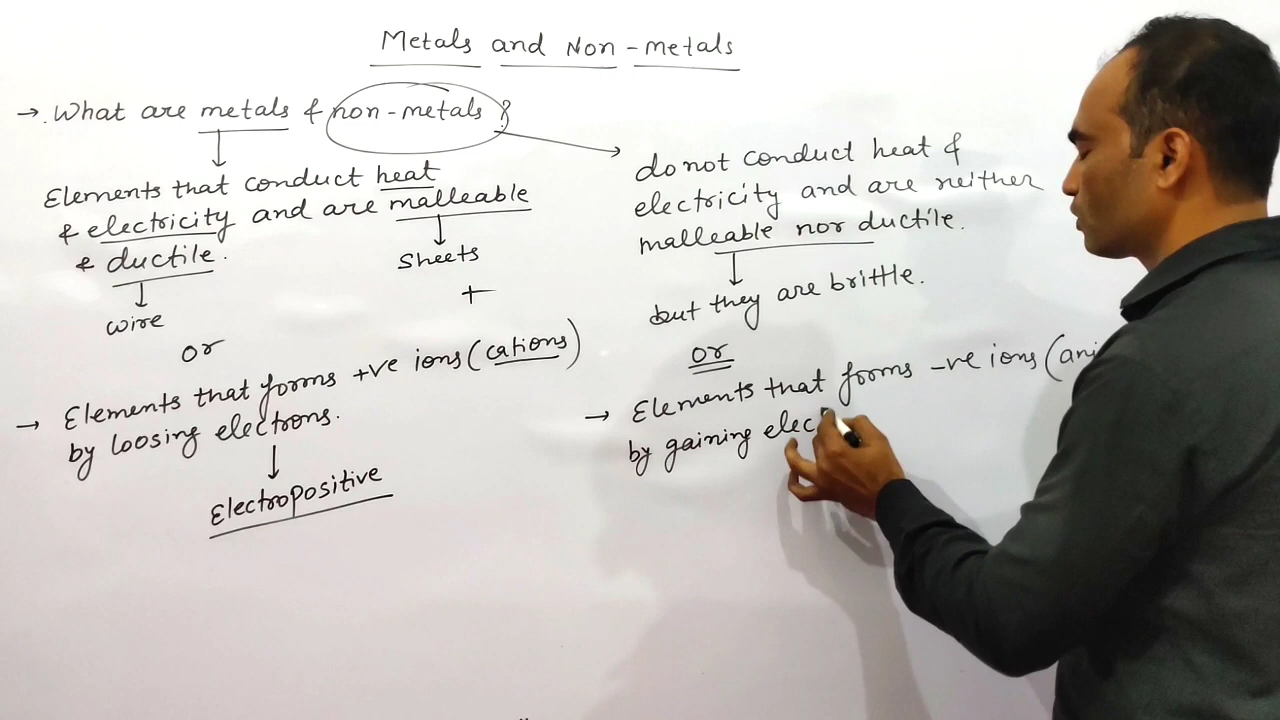 Metals and Non-metals
→ What are metals & non-metals?
Elements that conduct heat
& electricity and are malleable
& ductile.
Sheets
+
wire
or
→ Elements that forms +ve ions (cations)
by loosing electrons.
Electropositive
do not conduct heat &
electricity and are neither
malleable nor ductile.
but they are brittle.
or
→ Elements that forms -ve ions (ani
by gaining elec